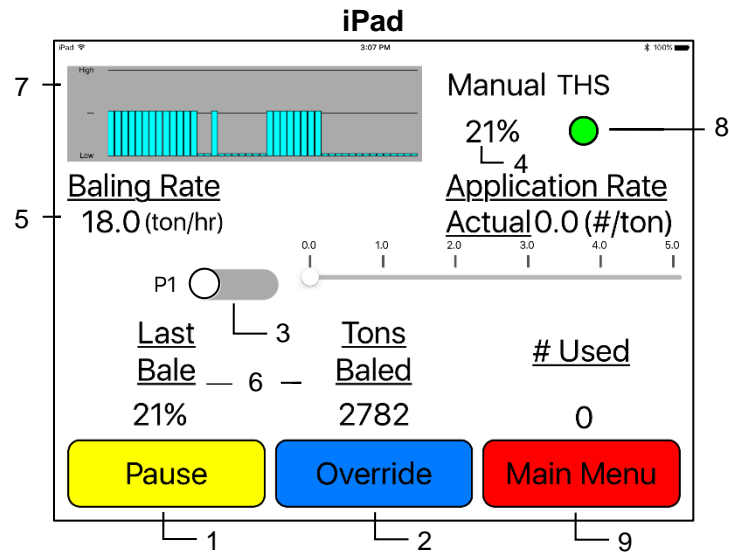 iPad
iPad 3:07 PM 100%
High
---
Low
7
Manual THS
21%
8
4
Baling Rate
Application Rate
5
18.0 (ton/hr)
Actual 0.0 (#/ton)
0.0 1.0 2.0 3.0 4.0 5.0
P1
3
Last
Bale
Tons
Baled
# Used
6
21%
2782
0
Pause
Override
Main Menu
1
2
9